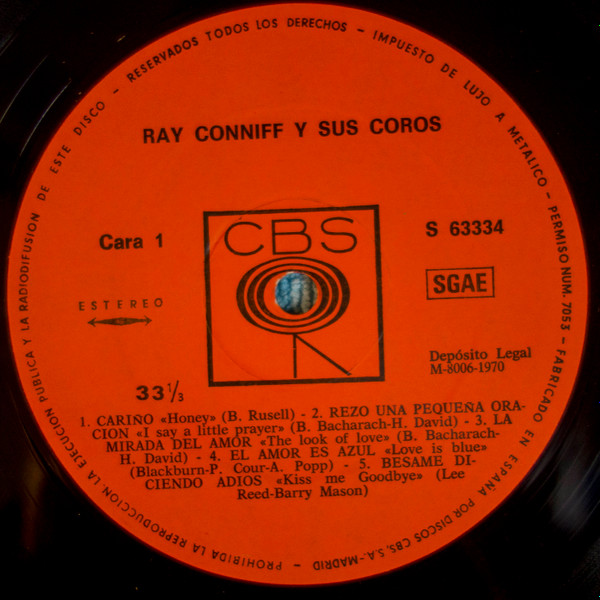 RESERVADOS TODOS LOS DERECHOS - IMPUESTO DE LUJO A METALICO - PERMISO NUM. 7053 - FABRICADO EN ESPAÑA POR DISCOS CBS, S.A.-MADRID - PROHIBIDA LA REPRODUCCION LA EJECUCION PUBLICA Y LA RADIODIFUSION DE ESTE DISCO -
RAY CONNIFF Y SUS COROS
Cara 1
CBS
S 63334
ESTEREO
SGAE
Depósito Legal
M-8006-1970
33 1/3
1. CARIÑO «Honey» (B. Rusell) - 2. REZO UNA PEQUEÑA ORA-
CION «I say a little prayer» (B. Bacharach-H. David) - 3. LA
MIRADA DEL AMOR «The look of love» (B. Bacharach-
H. David) - 4. EL AMOR ES AZUL «Love is blue»
(Blackburn-P. Cour-A. Popp) - 5. BESAME DI-
CIENDO ADIOS «Kiss me Goodbye» (Lee
Reed-Barry Mason)